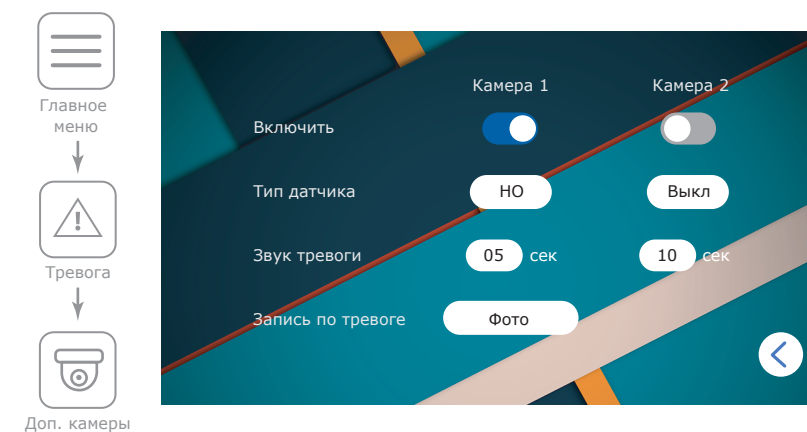 Главное
меню
Тревога
Доп. камеры
Камера 1 Камера 2
Включить
Тип датчика НО Выкл
Звук тревоги 05 сек 10 сек
Запись по тревоге Фото